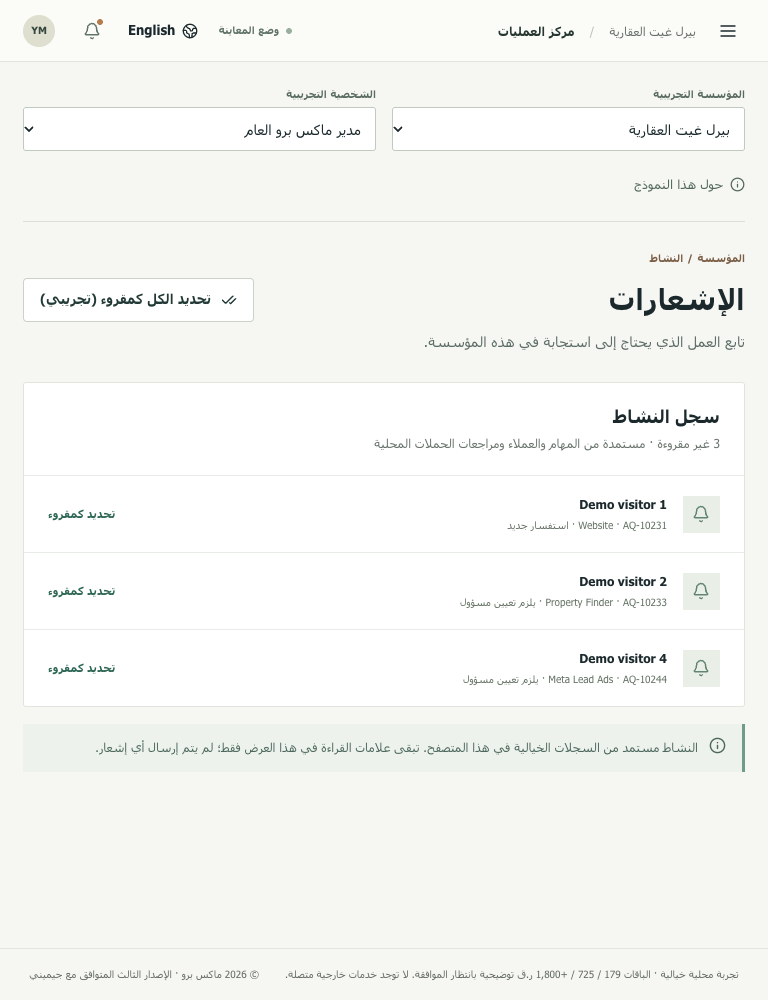 بيرل غيت العقارية / مركز العمليات
وضع المعاينة
English
YM
المؤسسة التجريبية
بيرل غيت العقارية
الشخصية التجريبية
مدير ماكس برو العام
حول هذا النموذج
المؤسسة / النشاط
الإشعارات
تابع العمل الذي يحتاج إلى استجابة في هذه المؤسسة.
تحديد الكل كمقروء (تجريبي)
سجل النشاط
3 غير مقروءة · مستمدة من المهام والعملاء ومراجعات الحملات المحلية
Demo visitor 1
AQ-10231 · Website · استفسار جديد
تحديد كمقروء
Demo visitor 2
AQ-10233 · Property Finder · يلزم تعيين مسؤول
تحديد كمقروء
Demo visitor 4
AQ-10244 · Meta Lead Ads · يلزم تعيين مسؤول
تحديد كمقروء
النشاط مستمد من السجلات الخيالية في هذا المتصفح. تبقى علامات القراءة في هذا العرض فقط؛ لم يتم إرسال أي إشعار.
تجربة محلية خيالية · الباقات 179 / 725 / +1,800 ر.ق توضيحية بانتظار الموافقة. لا توجد خدمات خارجية متصلة.
© 2026 ماكس برو · الإصدار الثالث المتوافق مع جيميني